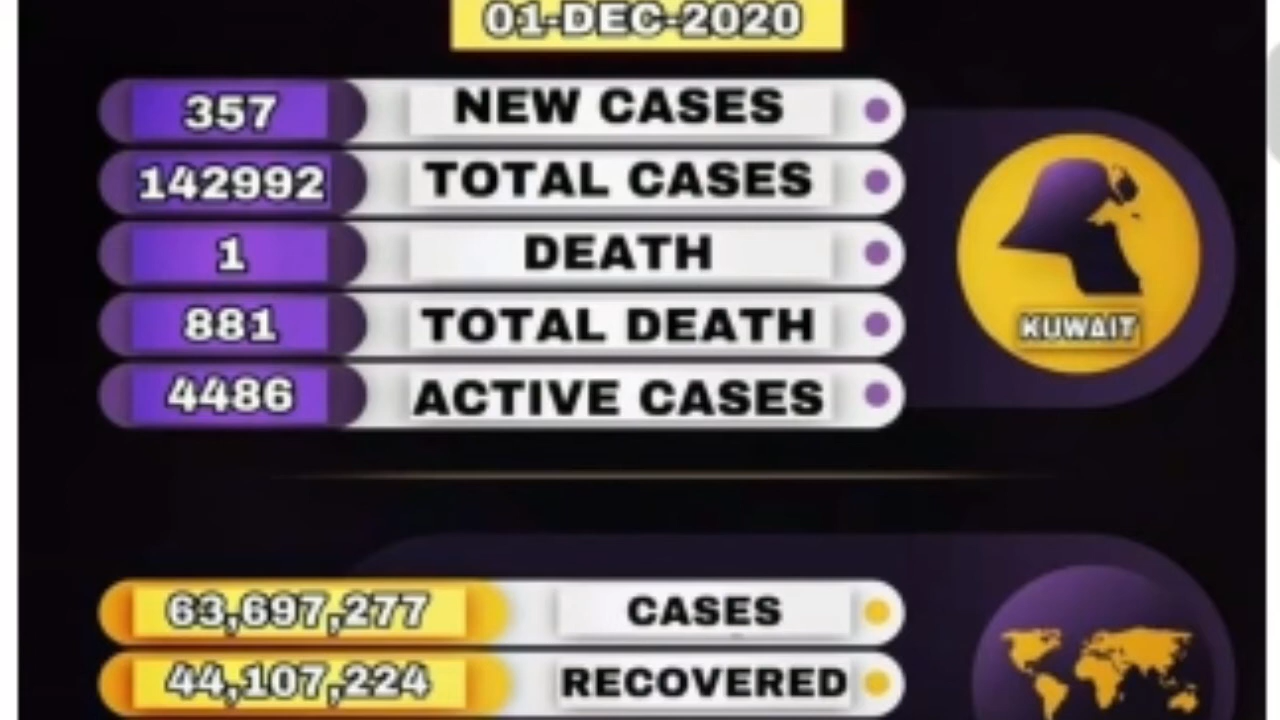 01-DEC-2020
357 NEW CASES
142992 TOTAL CASES
1 DEATH
881 TOTAL DEATH
4486 ACTIVE CASES
KUWAIT
63,697,277 CASES
44,107,224 RECOVERED